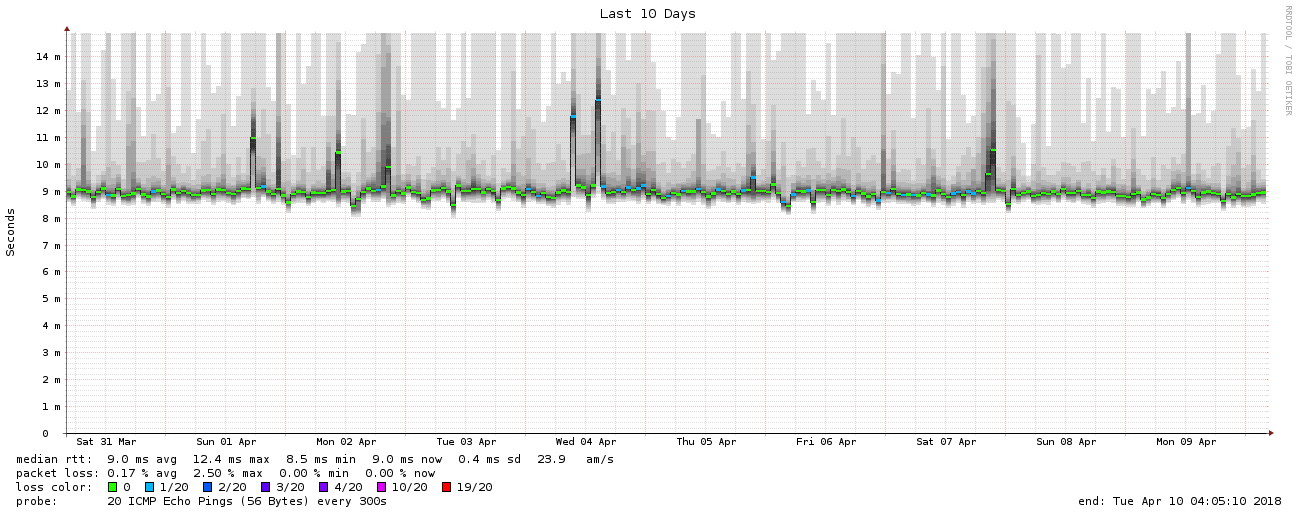 Last 10 Days
RRDTOOL / TOBI OETIKER
Seconds
14 m
13 m
12 m
11 m
10 m
9 m
8 m
7 m
6 m
5 m
4 m
3 m
2 m
1 m
0
Sat 31 Mar Sun 01 Apr Mon 02 Apr Tue 03 Apr Wed 04 Apr Thu 05 Apr Fri 06 Apr Sat 07 Apr Sun 08 Apr Mon 09 Apr
median rtt: 9.0 ms avg 12.4 ms max 8.5 ms min 9.0 ms now 0.4 ms sd 23.9 am/s
packet loss: 0.17 % avg 2.50 % max 0.00 % min 0.00 % now
loss color: 0 1/20 2/20 3/20 4/20 10/20 19/20
probe: 20 ICMP Echo Pings (56 Bytes) every 300s end: Tue Apr 10 04:05:10 2018